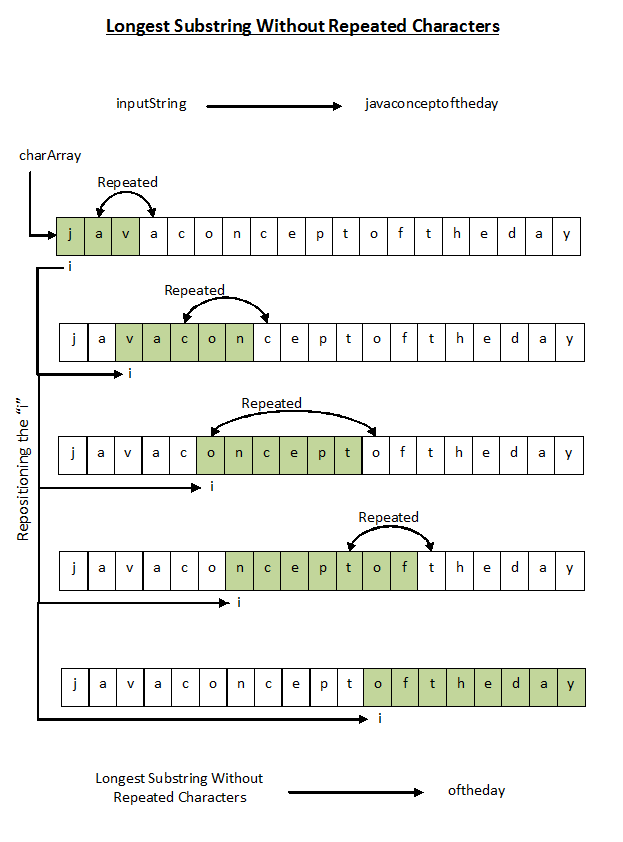 Longest Substring Without Repeated Characters
inputString javaconceptoftheday
charArray
Repeated
j a v a c o n c e p t o f t h e d a y
i
Repeated
j a v a c o n c e p t o f t h e d a y
i
Repositioning the “i”
Repeated
j a v a c o n c e p t o f t h e d a y
i
Repeated
j a v a c o n c e p t o f t h e d a y
i
j a v a c o n c e p t o f t h e d a y
i
Longest Substring Without
Repeated Characters
oftheday